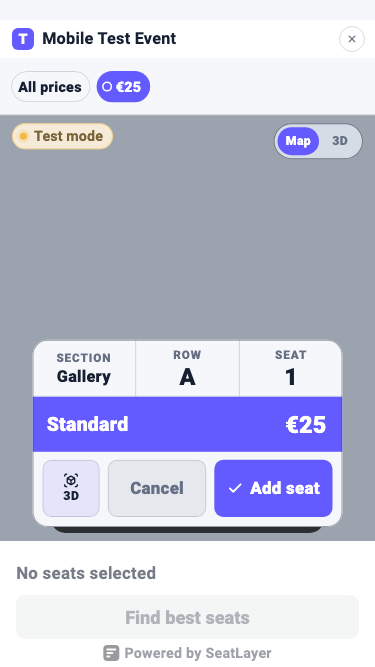 T Mobile Test Event ×
All prices €25
Test mode
Map 3D
SECTION ROW SEAT
Gallery A 1
Standard €25
3D Cancel Add seat
No seats selected
Find best seats
Powered by SeatLayer